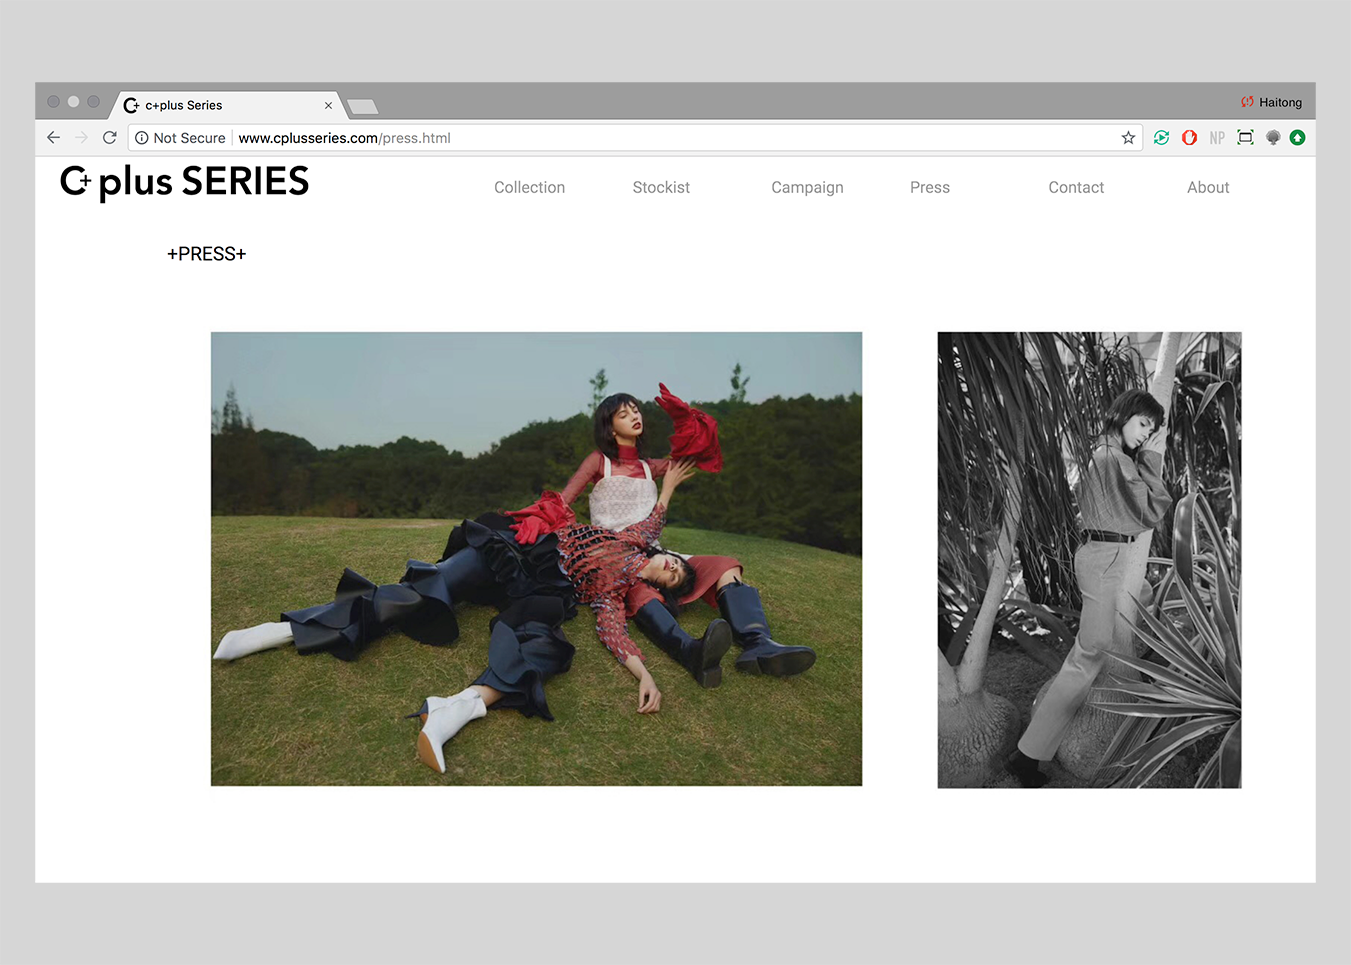 C+ c+plus Series ×
Haitong
Not Secure www.cplusseries.com/press.html
NP
C+ plus SERIES
Collection Stockist Campaign Press Contact About
+PRESS+